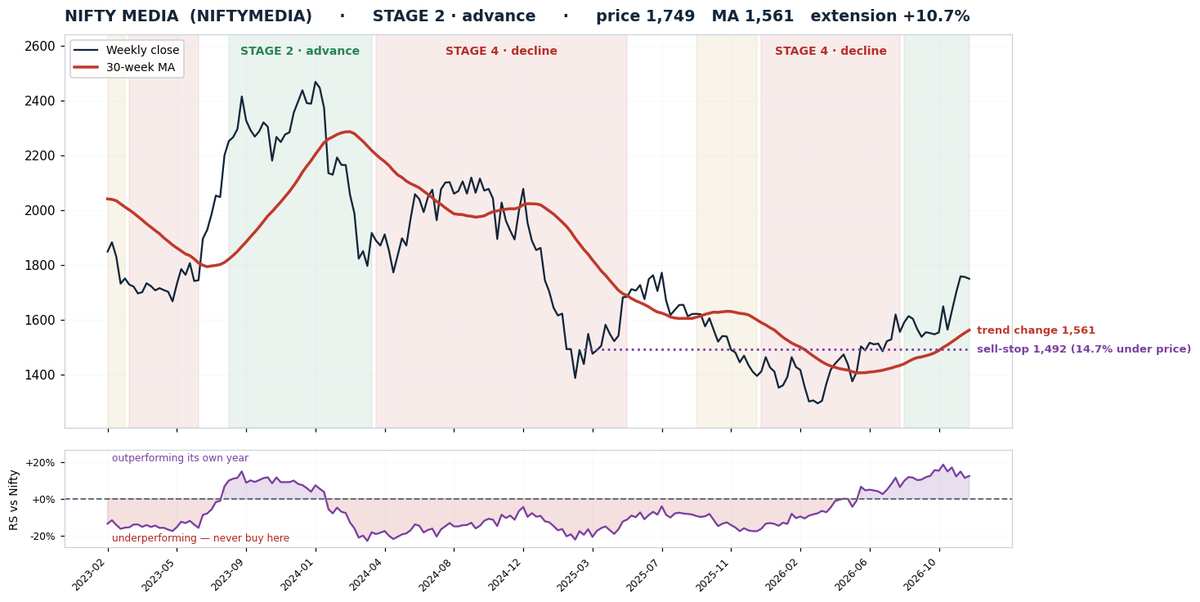 NIFTY MEDIA (NIFTYMEDIA) · STAGE 2 · advance · price 1,749 MA 1,561 extension +10.7%
Weekly close
30-week MA
STAGE 2 · advance
STAGE 4 · decline
STAGE 4 · decline
2600
2400
2200
2000
1800
1600
1400
trend change 1,561
sell-stop 1,492 (14.7% under price)
RS vs Nifty
+20%
+0%
-20%
outperforming its own year
underperforming — never buy here
2023-02
2023-05
2023-09
2024-01
2024-04
2024-08
2024-12
2025-03
2025-07
2025-11
2026-02
2026-06
2026-10